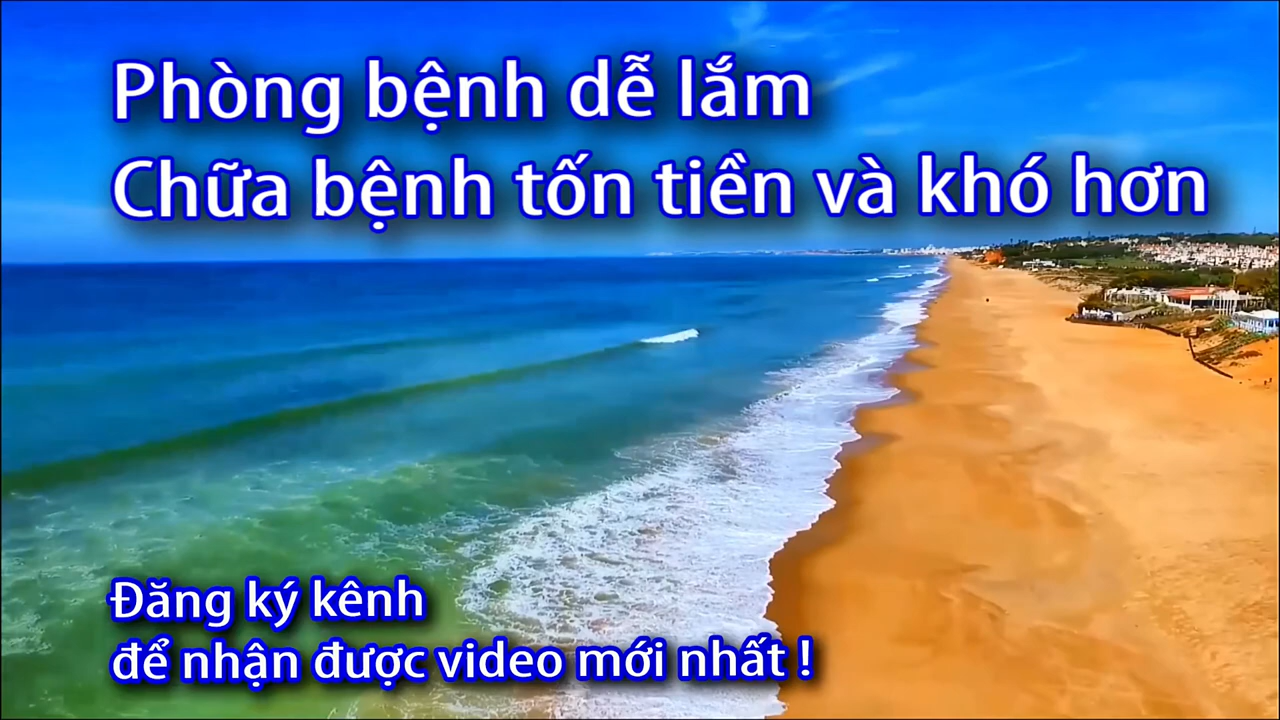 Phòng bệnh dễ lắm
Chữa bệnh tốn tiền và khó hơn
Đăng ký kênh
để nhận được video mới nhất !